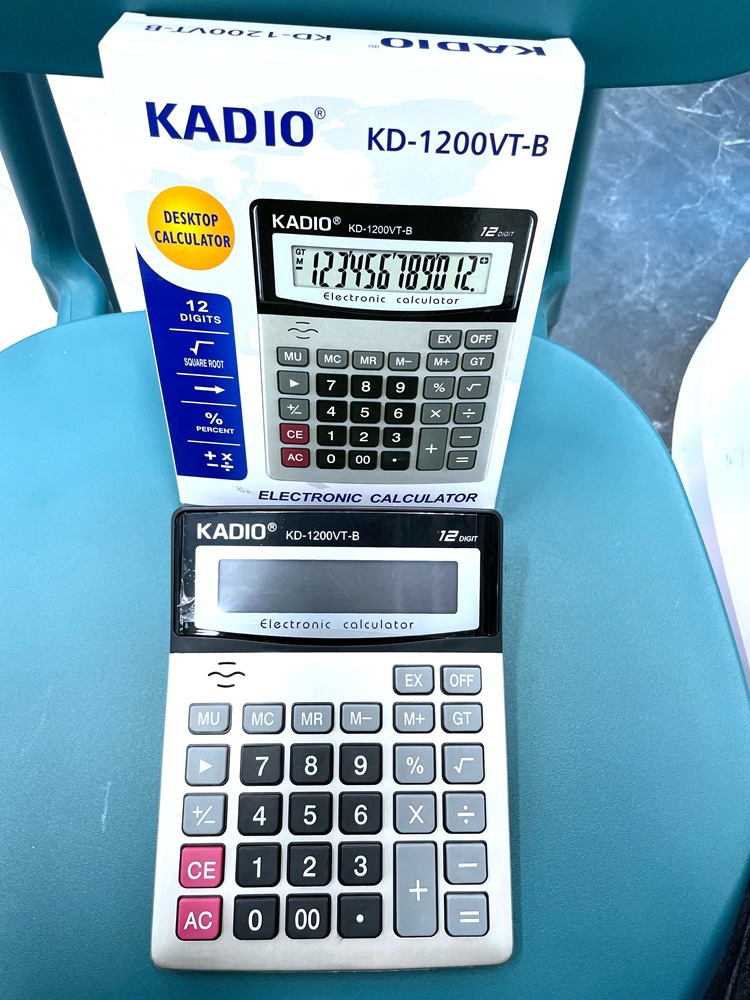 KADIO® KD-1200VT-B
KADIO®
KD-1200VT-B
DESKTOP
CALCULATOR
12
DIGITS
√
SQUARE ROOT
→
%
PERCENT
+ ×
− ÷
KADIO® KD-1200VT-B 12 DIGIT
GT
M
−
123456789012.
Electronic calculator
EX OFF
MU MC MR M− M+ GT
▶ 7 8 9 % √
+/− 4 5 6 × ÷
CE 1 2 3 + −
AC 0 00 • =
ELECTRONIC CALCULATOR
KADIO® KD-1200VT-B 12 DIGIT
Electronic calculator
EX OFF
MU MC MR M− M+ GT
▶ 7 8 9 % √
+/− 4 5 6 X ÷
CE 1 2 3 + −
AC 0 00 • =